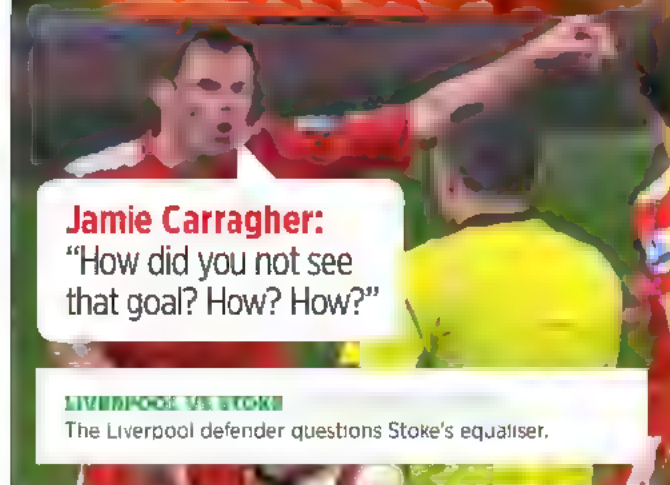 Jamie Carragher:
“How did you not see
that goal? How? How?”
LIVERPOOL VS STOKE
The Liverpool defender questions Stoke's equaliser.